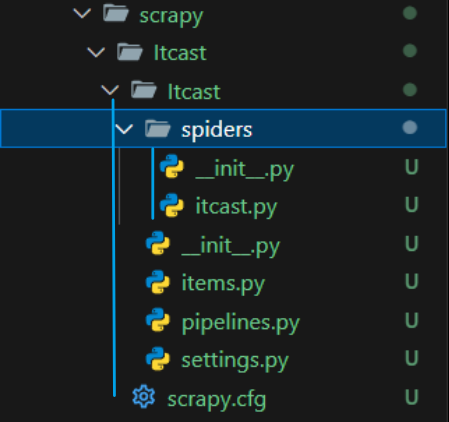 scrapy
Itcast
Itcast
spiders
__init__.py
U
itcast.py
U
__init__.py
U
items.py
U
pipelines.py
U
settings.py
U
scrapy.cfg
U